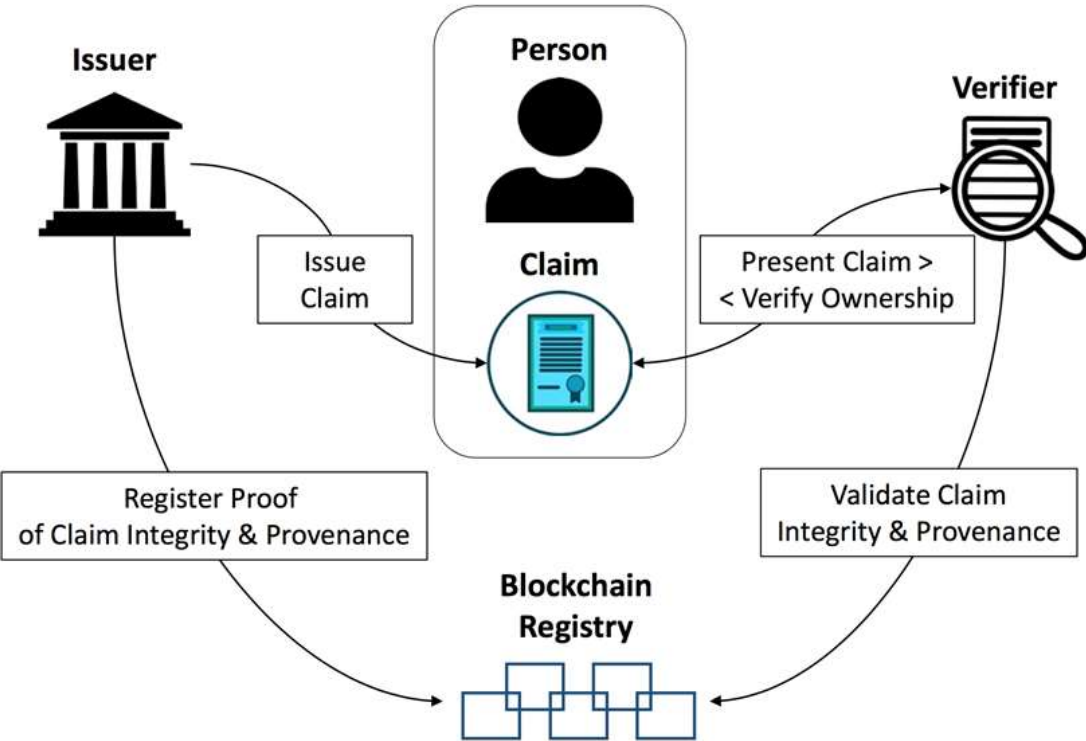 Issuer
Person
Verifier
Issue
Claim
Claim
Present Claim >
< Verify Ownership
Register Proof
of Claim Integrity & Provenance
Validate Claim
Integrity & Provenance
Blockchain
Registry